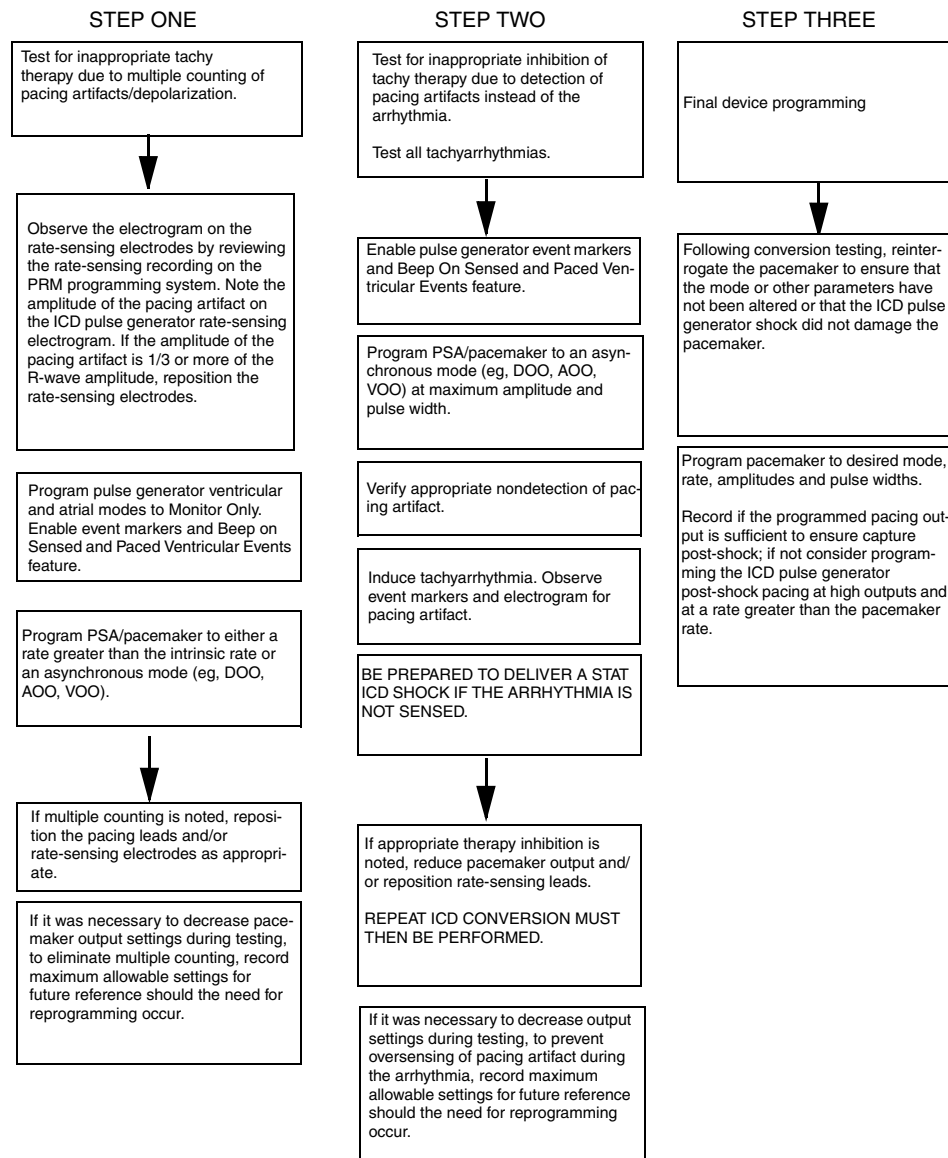 STEP ONE
Test for inappropriate tachy
therapy due to multiple counting of
pacing artifacts/depolarization.
Observe the electrogram on the
rate-sensing electrodes by reviewing
the rate-sensing recording on the
PRM programming system. Note the
amplitude of the pacing artifact on
the ICD pulse generator rate-sensing
electrogram. If the amplitude of the
pacing artifact is 1/3 or more of the
R-wave amplitude, reposition the
rate-sensing electrodes.
Program pulse generator ventricular
and atrial modes to Monitor Only.
Enable event markers and Beep on
Sensed and Paced Ventricular Events
feature.
Program PSA/pacemaker to either a
rate greater than the intrinsic rate or
an asynchronous mode (eg, DOO,
AOO, VOO).
If multiple counting is noted, reposi-
tion the pacing leads and/or
rate-sensing electrodes as appropri-
ate.
If it was necessary to decrease pace-
maker output settings during testing,
to eliminate multiple counting, record
maximum allowable settings for
future reference should the need for
reprogramming occur.
STEP TWO
Test for inappropriate inhibition of
tachy therapy due to detection of
pacing artifacts instead of the
arrhythmia.
Test all tachyarrhythmias.
Enable pulse generator event markers
and Beep On Sensed and Paced Ven-
tricular Events feature.
Program PSA/pacemaker to an asyn-
chronous mode (eg, DOO, AOO,
VOO) at maximum amplitude and
pulse width.
Verify appropriate nondetection of pac-
ing artifact.
Induce tachyarrhythmia. Observe
event markers and electrogram for
pacing artifact.
BE PREPARED TO DELIVER A STAT
ICD SHOCK IF THE ARRHYTHMIA IS
NOT SENSED.
If appropriate therapy inhibition is
noted, reduce pacemaker output and/
or reposition rate-sensing leads.
REPEAT ICD CONVERSION MUST
THEN BE PERFORMED.
If it was necessary to decrease output
settings during testing, to prevent
oversensing of pacing artifact during
the arrhythmia, record maximum
allowable settings for future reference
should the need for reprogramming
occur.
STEP THREE
Final device programming
Following conversion testing, reinter-
rogate the pacemaker to ensure that
the mode or other parameters have
not been altered or that the ICD pulse
generator shock did not damage the
pacemaker.
Program pacemaker to desired mode,
rate, amplitudes and pulse widths.
Record if the programmed pacing out-
put is sufficient to ensure capture
post-shock; if not consider program-
ming the ICD pulse generator
post-shock pacing at high outputs and
at a rate greater than the pacemaker
rate.